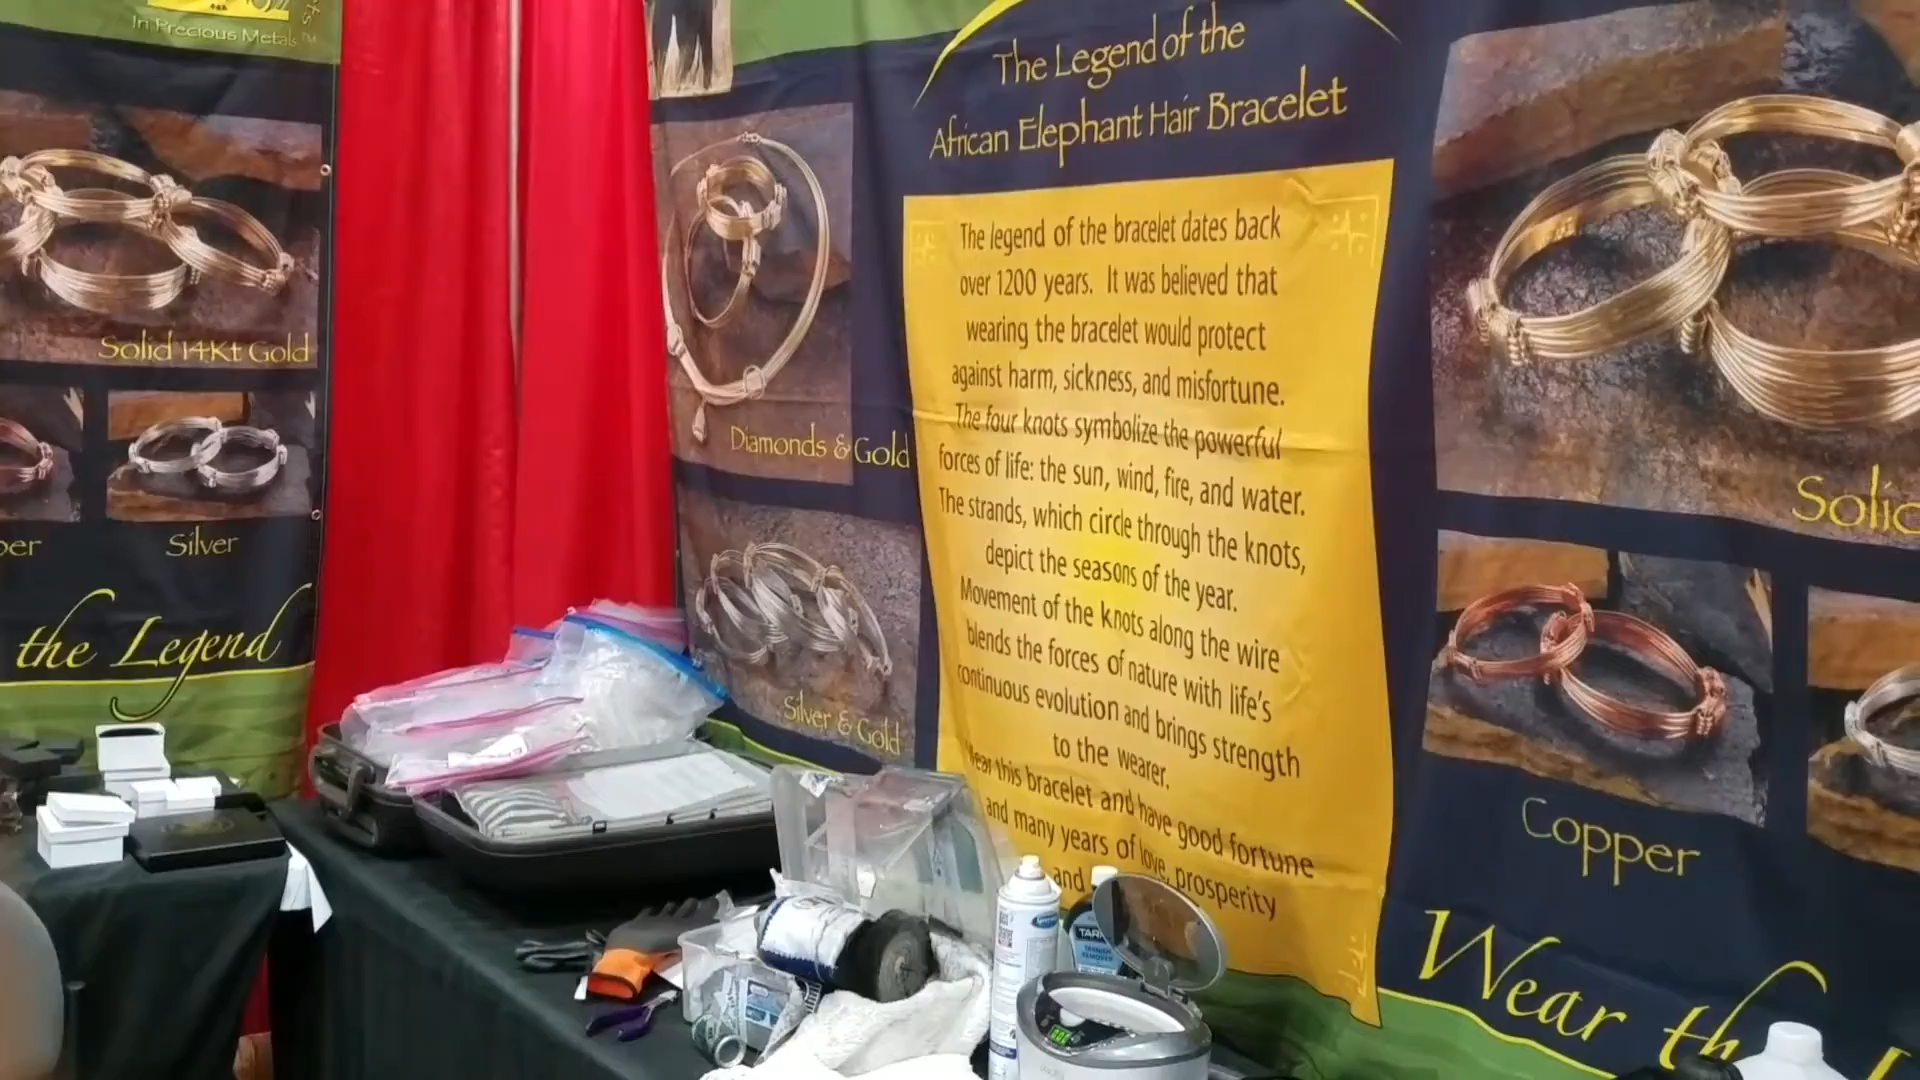 In Precious Metals ™
Solid 14Kt Gold
Silver
the Legend
Diamonds & Gold
Silver & Gold
The Legend of the
African Elephant Hair Bracelet
The legend of the bracelet dates back
over 1200 years. It was believed that
wearing the bracelet would protect
against harm, sickness, and misfortune.
The four knots symbolize the powerful
forces of life: the sun, wind, fire, and water.
The strands, which circle through the knots,
depict the seasons of the year.
Movement of the knots along the wire
blends the forces of nature with life's
continuous evolution and brings strength
to the wearer.
Wear this bracelet and have good fortune
and many years of love, prosperity
and
Copper
Wear th
TARN
TARNISH
REMOVER